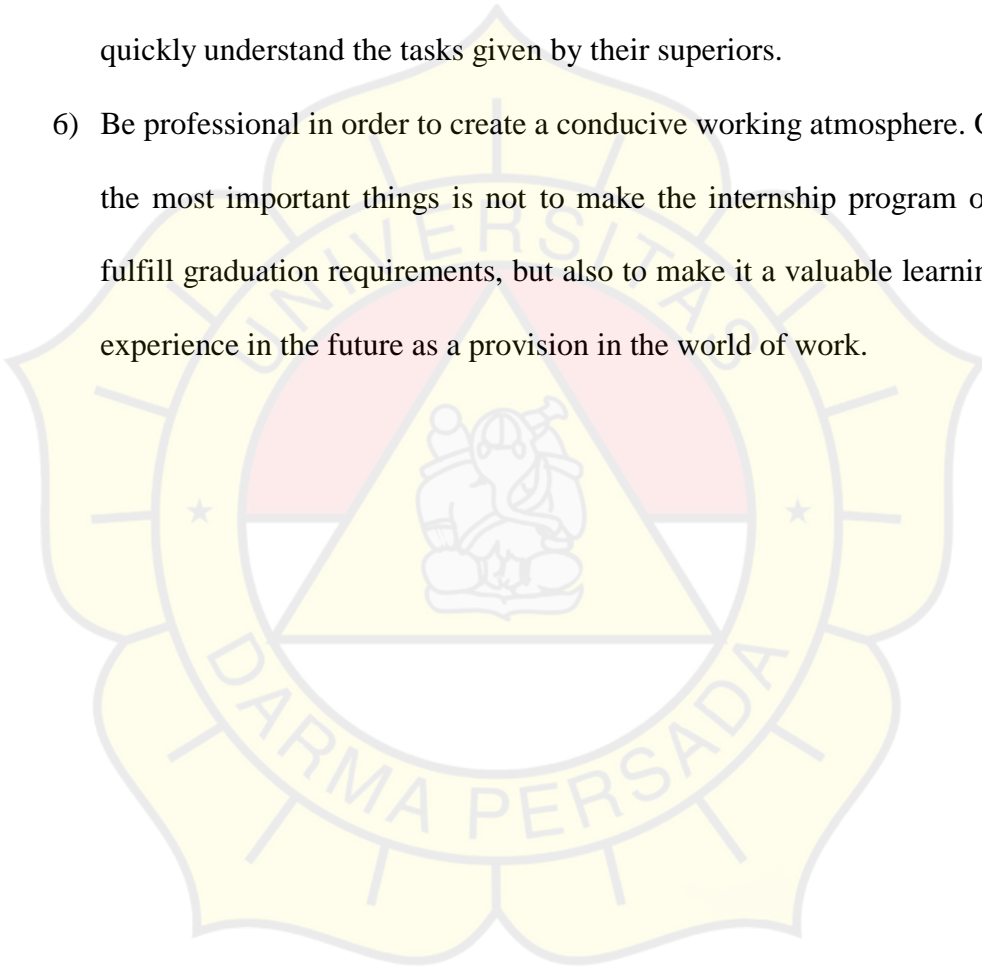 quickly understand the tasks given by their superiors.
6) Be professional in order to create a conducive working atmosphere.
the most important things is not to make the internship program
fulfill graduation requirements, but also to make it a valuable
experience in the future as a provision in the world of work.
UNIVERSITAS
DARMA PERSADA